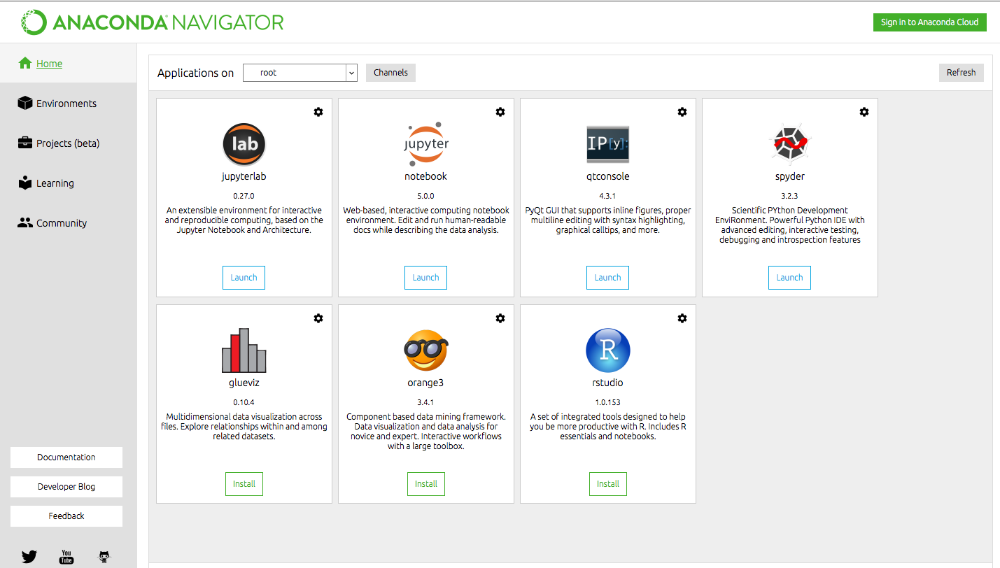 ANACONDA NAVIGATOR
Sign in to Anaconda Cloud
Home
Environments
Projects (beta)
Learning
Community
Documentation
Developer Blog
Feedback
You
Tube
Applications on
root
Channels
Refresh
lab
jupyterlab
0.27.0
An extensible environment for interactive
and reproducible computing, based on the
Jupyter Notebook and Architecture.
Launch
jupyter
notebook
5.0.0
Web-based, interactive computing notebook
environment. Edit and run human-readable
docs while describing the data analysis.
Launch
IP[y]:
qtconsole
4.3.1
PyQt GUI that supports inline figures, proper
multiline editing with syntax highlighting,
graphical calltips, and more.
Launch
spyder
3.2.3
Scientific PYthon Development
EnviRonment. Powerful Python IDE with
advanced editing, interactive testing,
debugging and introspection features
Launch
glueviz
0.10.4
Multidimensional data visualization across
files. Explore relationships within and among
related datasets.
Install
orange3
3.4.1
Component based data mining framework.
Data visualization and data analysis for
novice and expert. Interactive workflows
with a large toolbox.
Install
R
rstudio
1.0.153
A set of integrated tools designed to help
you be more productive with R. Includes R
essentials and notebooks.
Install